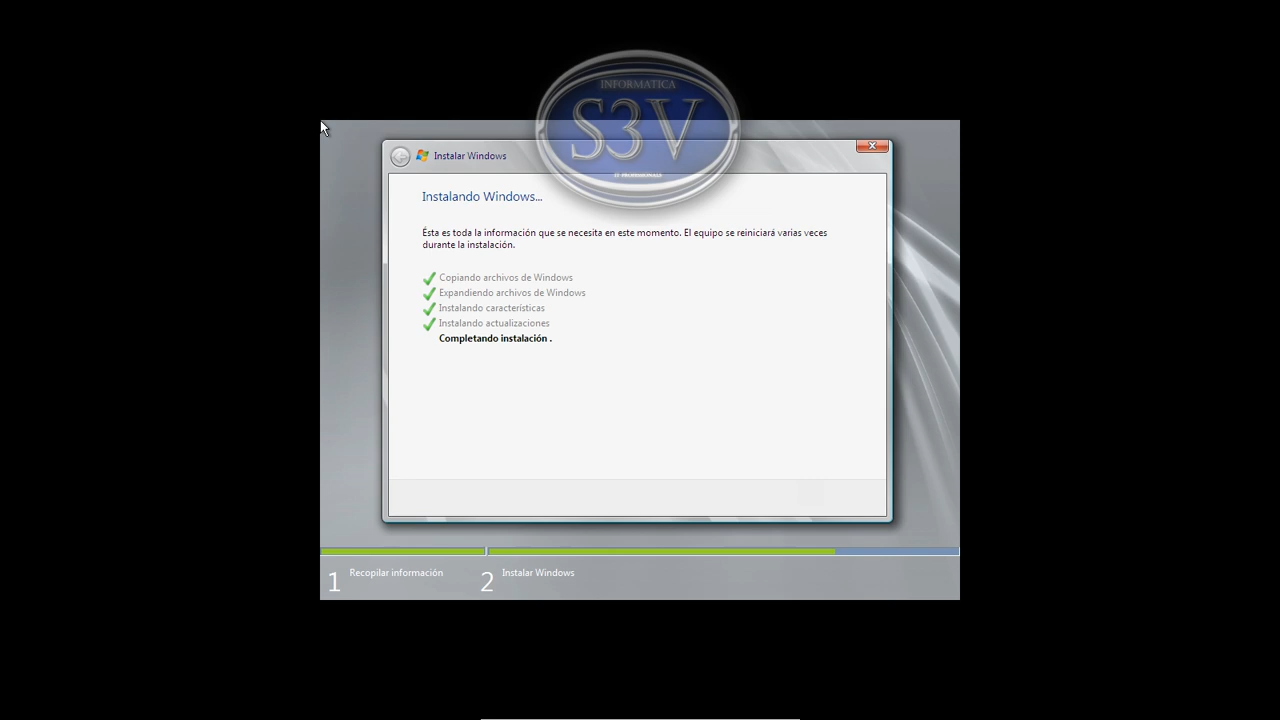 INFORMATICA
S3V
IT PROFESSIONALS
Instalar Windows
Instalando Windows...
Ésta es toda la información que se necesita en este momento. El equipo se reiniciará varias veces
durante la instalación.
Copiando archivos de Windows
Expandiendo archivos de Windows
Instalando características
Instalando actualizaciones
Completando instalación .
1 Recopilar información
2 Instalar Windows